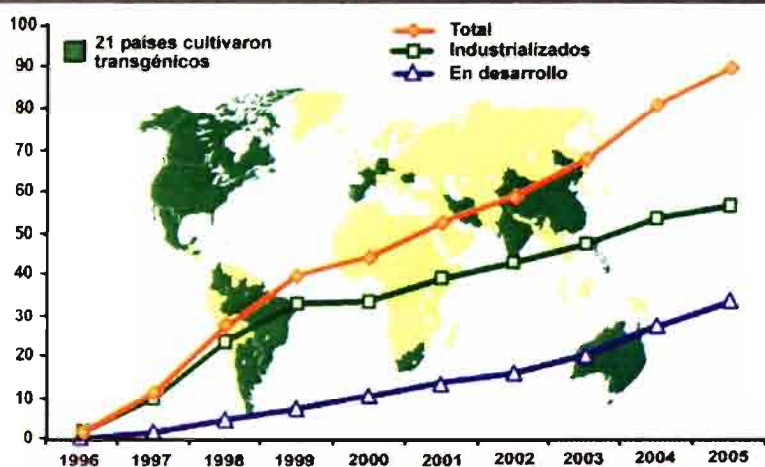 100
90
80
70
60
50
40
30
20
10
0
21 países cultivaron
transgénicos
Total
Industrializados
En desarrollo
1996 1997 1998 1999 2000 2001 2002 2003 2004 2005